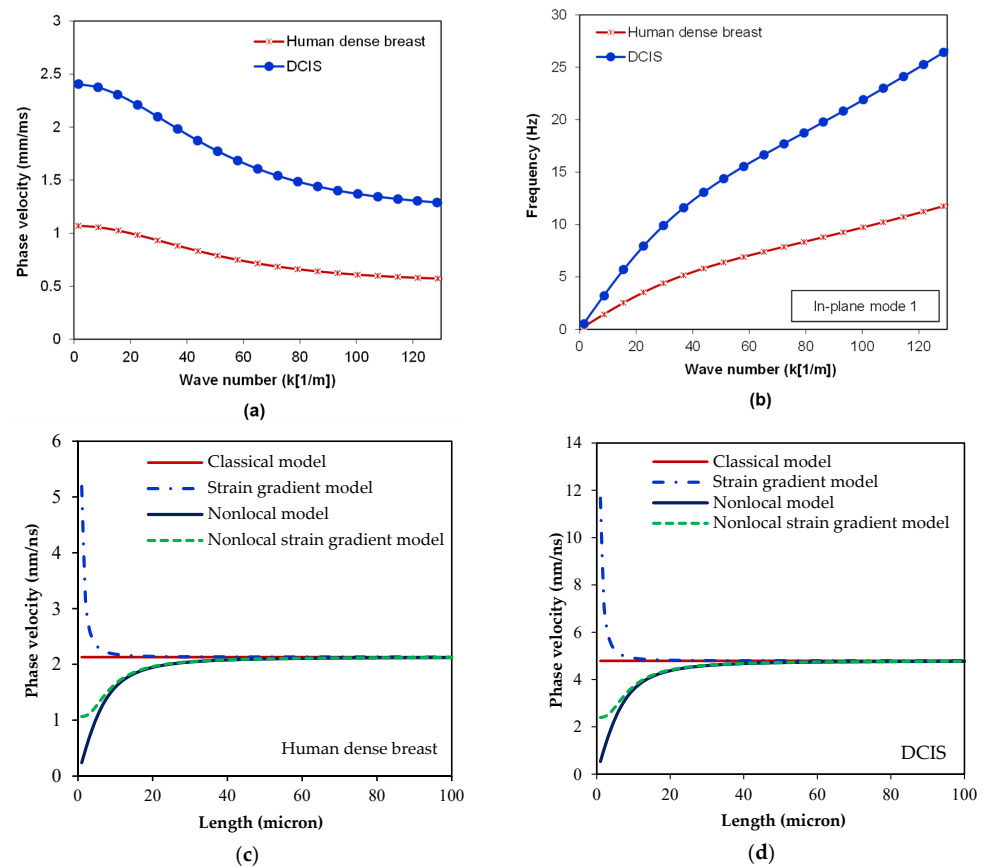 3
2.5
2
1.5
1
0.5
0
Phase velocity (mm/ms)
Human dense breast
DCIS
0 20 40 60 80 100 120
Wave number (k[1/m])
(a)
30
25
20
15
10
5
0
Frequency (Hz)
Human dense breast
DCIS
In-plane mode 1
0 20 40 60 80 100 120
Wave number (k[1/m])
(b)
6
5
4
3
2
1
0
Phase velocity (nm/ns)
Classical model
Strain gradient model
Nonlocal model
Nonlocal strain gradient model
Human dense breast
0 20 40 60 80 100
Length (micron)
(c)
14
12
10
8
6
4
2
0
Phase velocity (nm/ns)
Classical model
Strain gradient model
Nonlocal model
Nonlocal strain gradient model
DCIS
0 20 40 60 80 100
Length (micron)
(d)